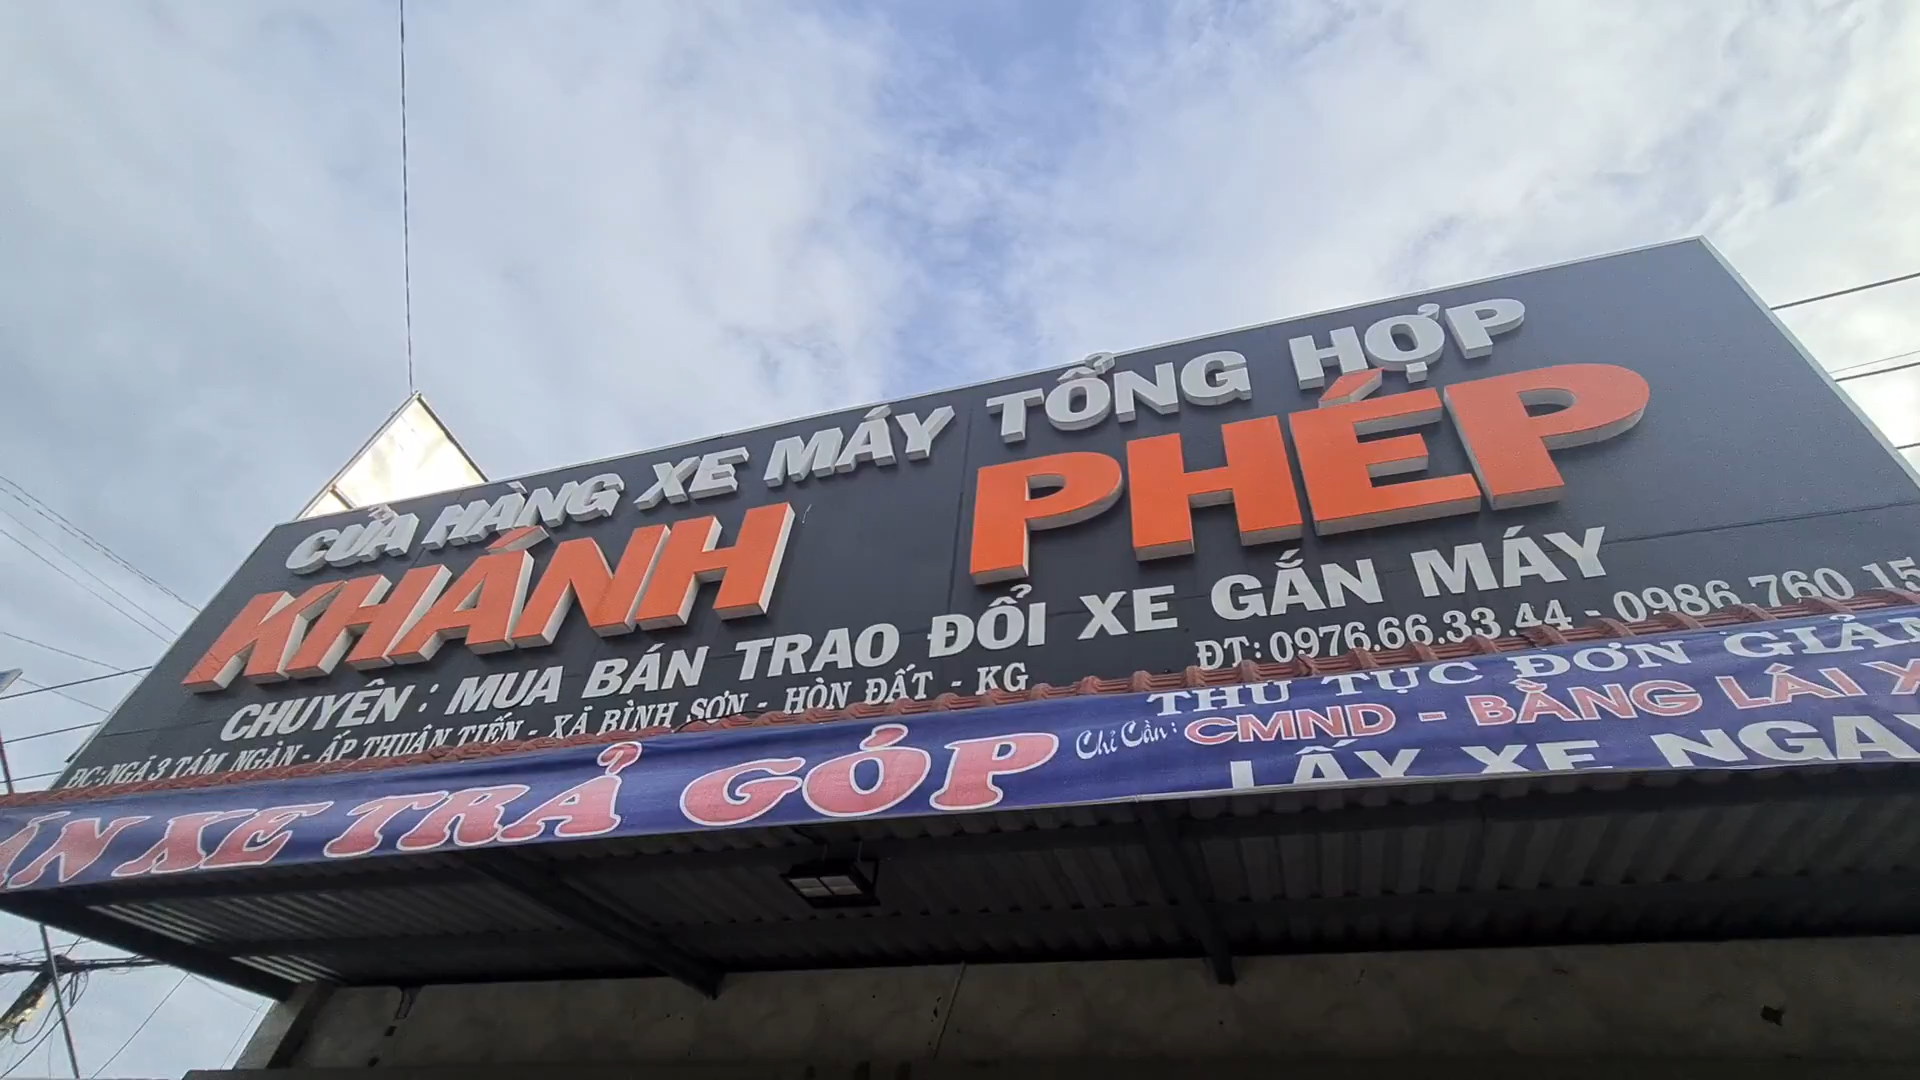 CỬA HÀNG XE MÁY TỔNG HỢP
KHÁNH PHÉP
CHUYÊN : MUA BÁN TRAO ĐỔI XE GẮN MÁY
ĐC: NGÃ 3 TÁM NGÀN - ẤP THUẬN TIẾN - XÃ BÌNH SƠN - HÒN ĐẤT - KG
ĐT: 0976.66.33.44 - 0986 760 15
XE TRẢ GÓP
Chỉ Cần :
THỦ TỤC ĐƠN GIẢN
CMND - BẰNG LÁI X
LẤY XE NGA